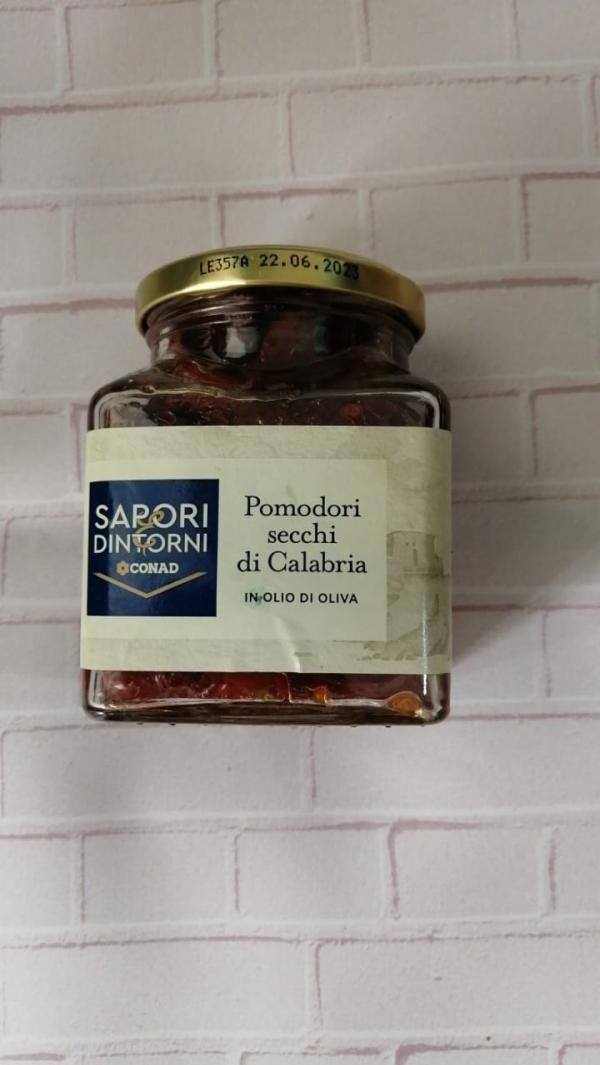 LE357A 22.06.2023
SAPORI
&
DINTORNI
CONAD
Pomodori
secchi
di Calabria
IN OLIO DI OLIVA